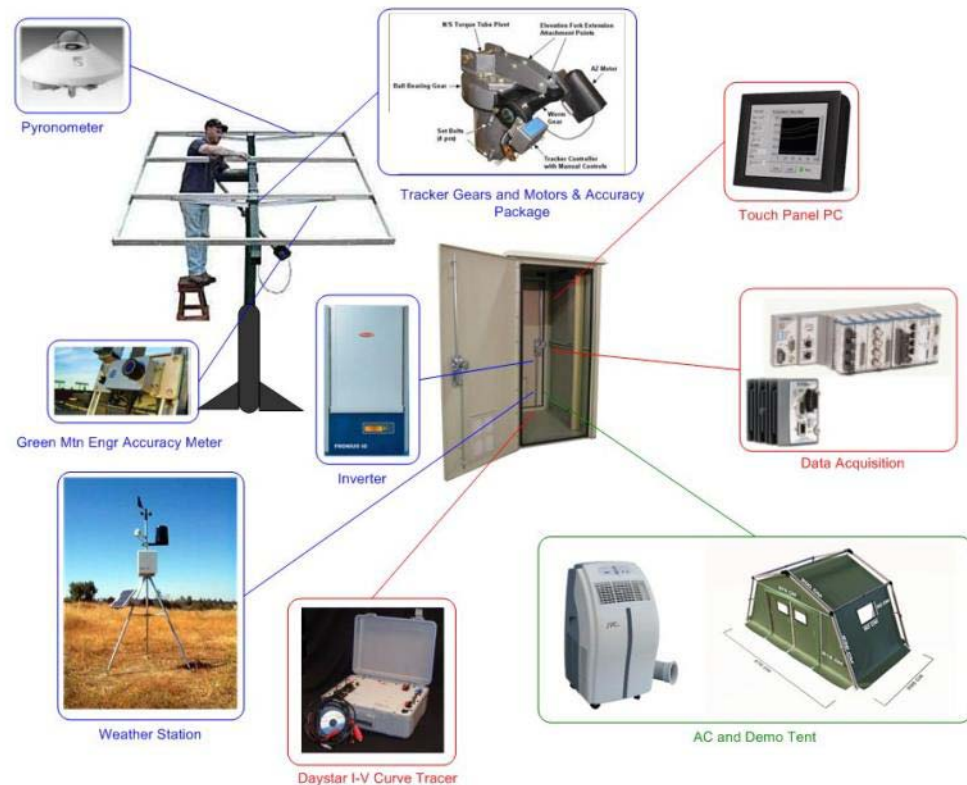 N/S Torque Tube Pivot
Elevation Fork Extension
Attachment Points
AZ Motor
Ball Bearing Gear
Worm
Gear
Set Bolts
(4 pcs)
Tracker Controller
with Manual Controls
Pyronometer
Tracker Gears and Motors & Accuracy
Package
Touch Panel PC
Green Mtn Engr Accuracy Meter
FRONIUS IG
Inverter
Data Acquisition
Weather Station
Daystar I-V Curve Tracer
AC and Demo Tent